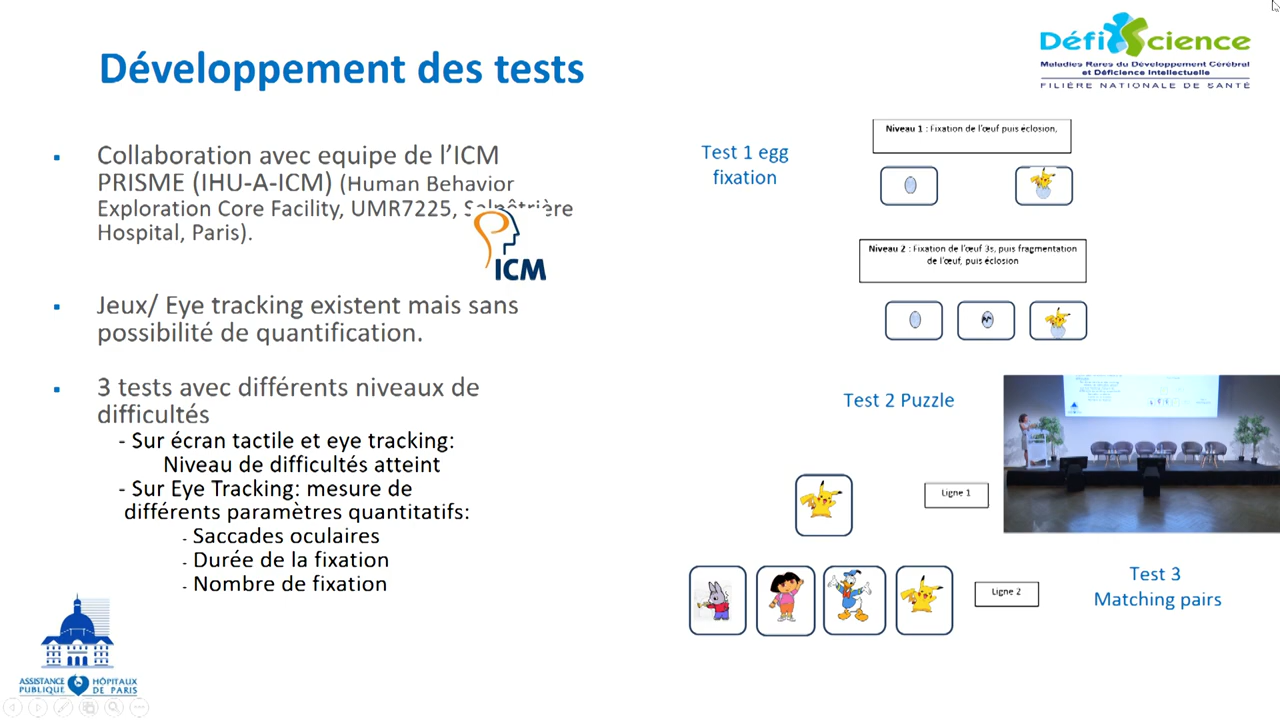 Développement des tests
Défi Science
Maladies Rares du Développement Cérébral
et Déficience Intellectuelle
FILIÈRE NATIONALE DE SANTÉ
▪ Collaboration avec equipe de l'ICM
PRISME (IHU-A-ICM) (Human Behavior
Exploration Core Facility, UMR7225, Salpêtrière
Hospital, Paris).
ICM
▪ Jeux/ Eye tracking existent mais sans
possibilité de quantification.
▪ 3 tests avec différents niveaux de
difficultés
- Sur écran tactile et eye tracking:
Niveau de difficultés atteint
- Sur Eye Tracking: mesure de
différents paramètres quantitatifs:
- Saccades oculaires
- Durée de la fixation
- Nombre de fixation
ASSISTANCE
PUBLIQUE
HÔPITAUX
DE PARIS
Test 1 egg
fixation
Niveau 1 : Fixation de l'œuf puis éclosion,
Niveau 2 : Fixation de l'œuf 3s, puis fragmentation
de l'œuf, puis éclosion
Test 2 Puzzle
Ligne 1
Ligne 2
Test 3
Matching pairs